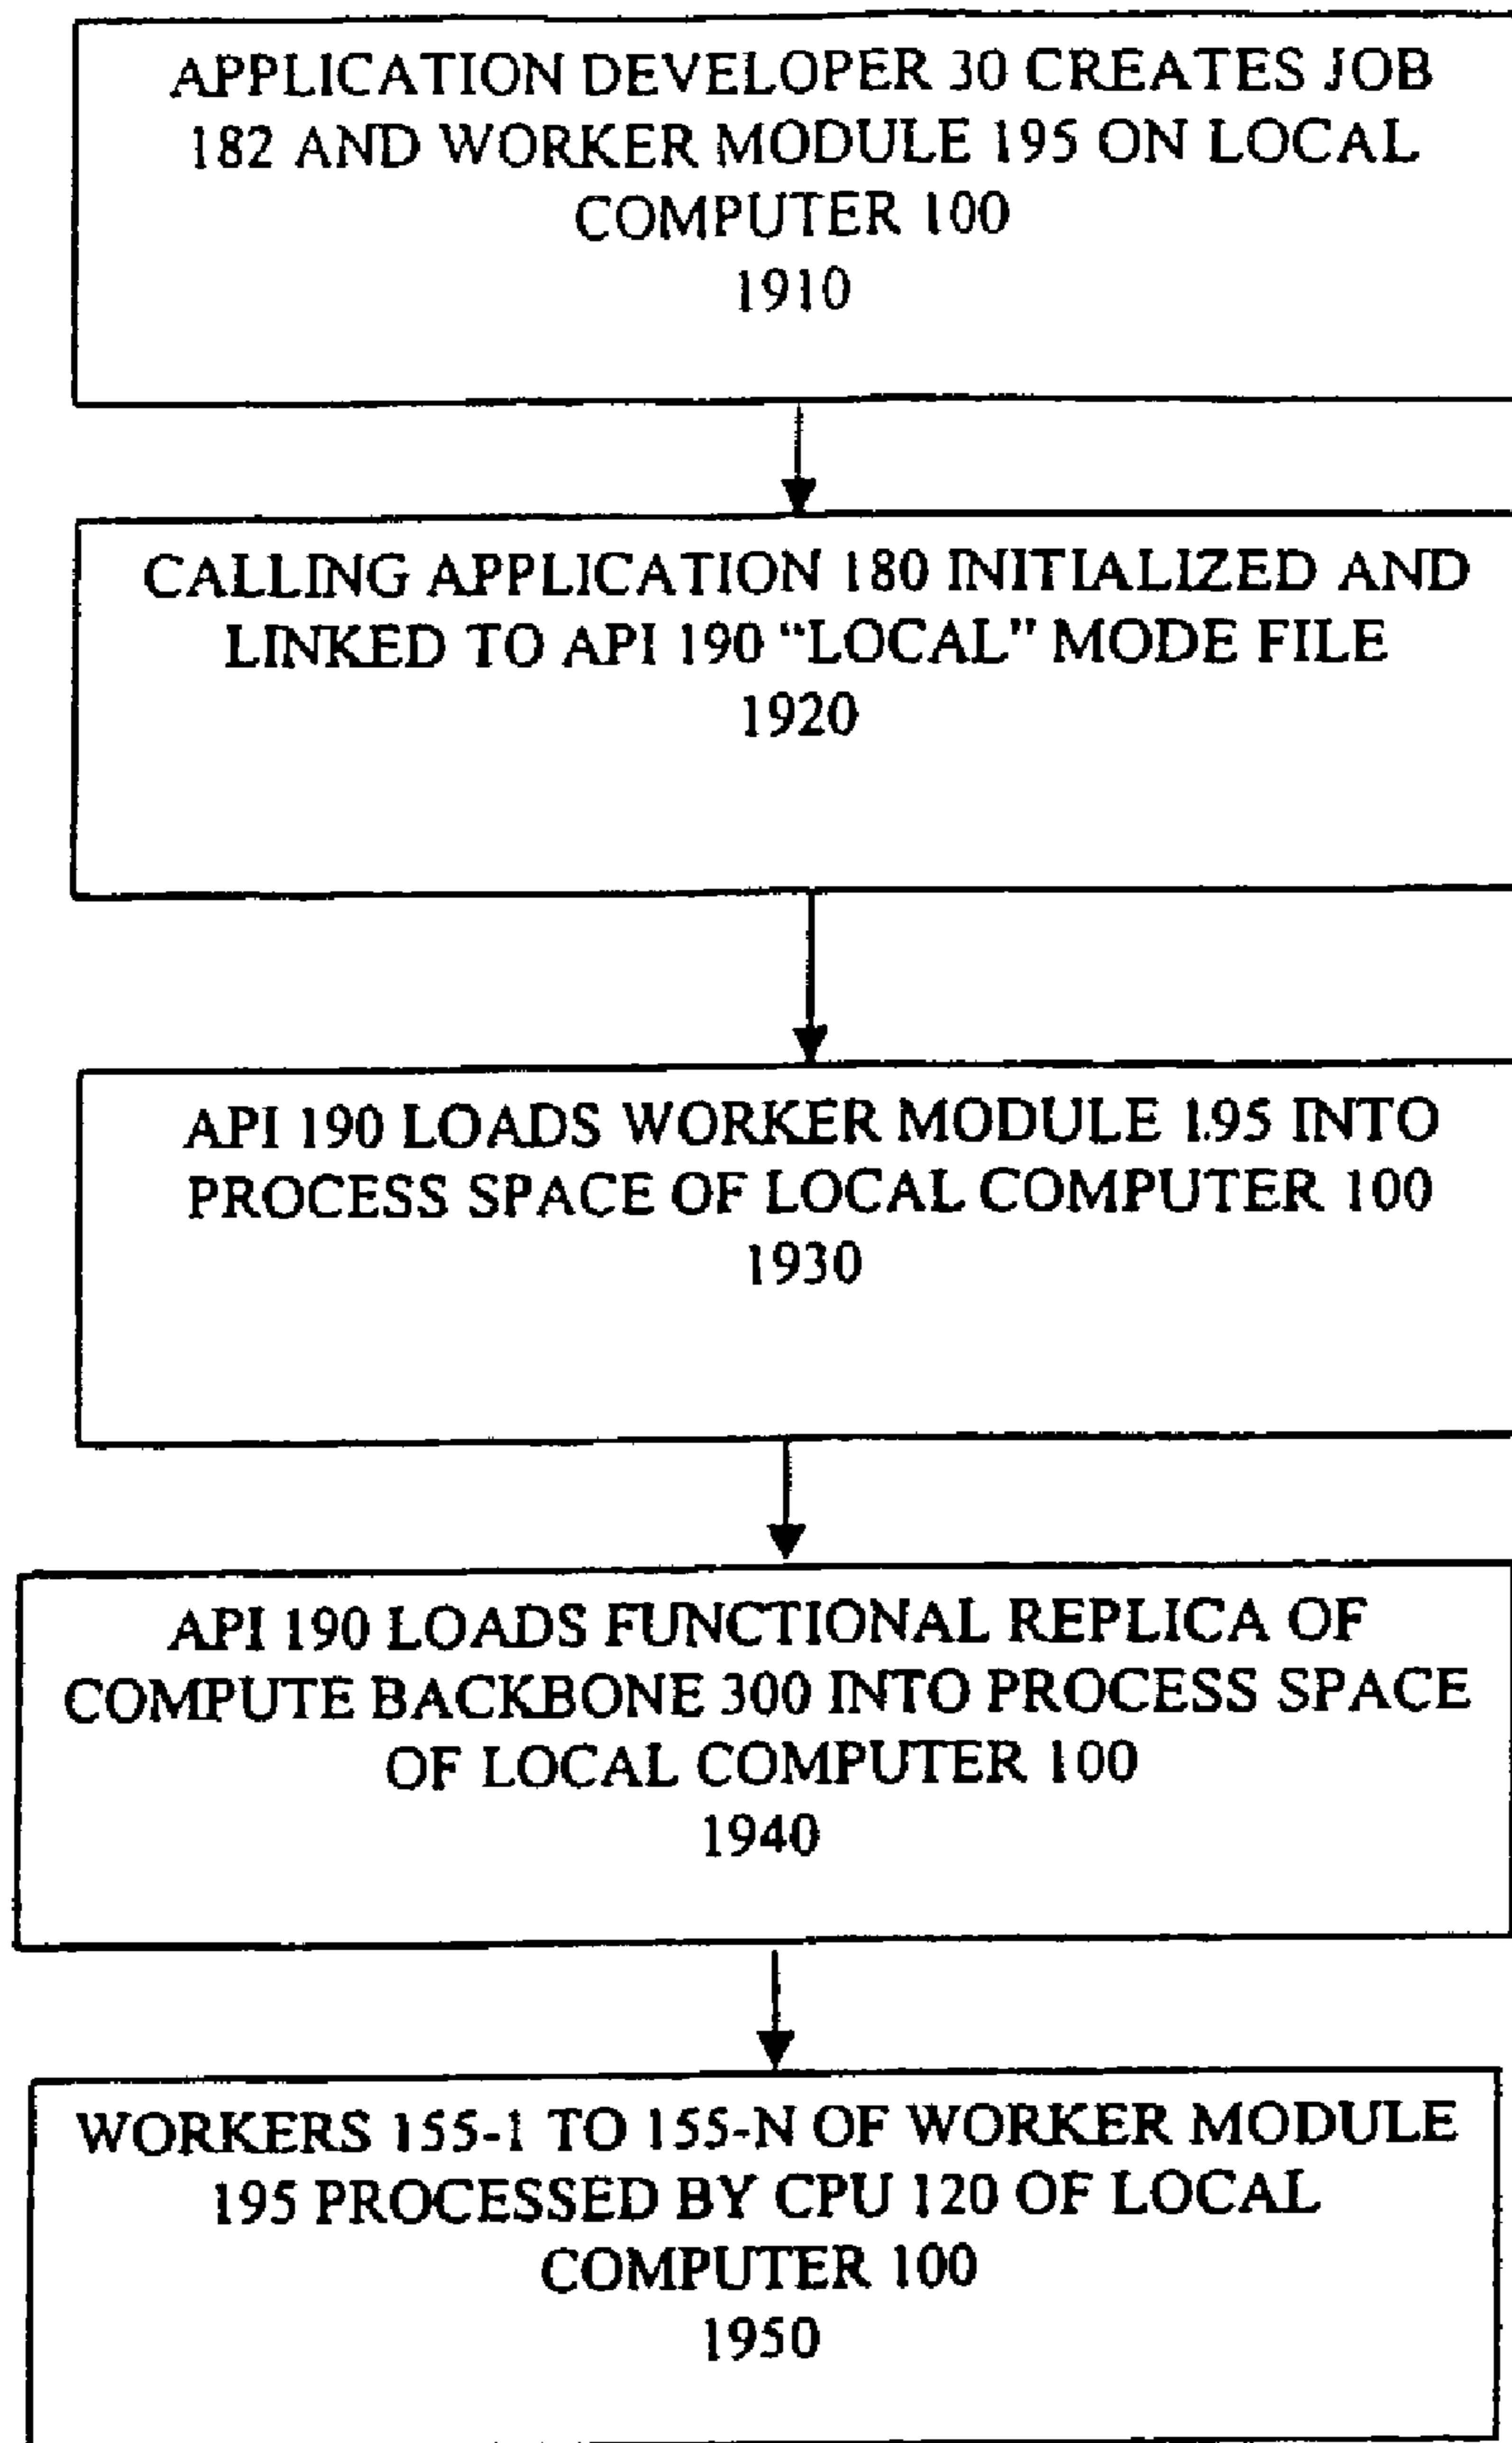 APPLICATION DEVELOPER 30 CREATES JOB
182 AND WORKER MODULE 195 ON LOCAL
COMPUTER 100
1910
CALLING APPLICATION 180 INITIALIZED AND
LINKED TO API 190 “LOCAL” MODE FILE
1920
API 190 LOADS WORKER MODULE 195 INTO
PROCESS SPACE OF LOCAL COMPUTER 100
1930
API 190 LOADS FUNCTIONAL REPLICA OF
COMPUTE BACKBONE 300 INTO PROCESS SPACE
OF LOCAL COMPUTER 100
1940
WORKERS 155-1 TO 155-N OF WORKER MODULE
195 PROCESSED BY CPU 120 OF LOCAL
COMPUTER 100
1950